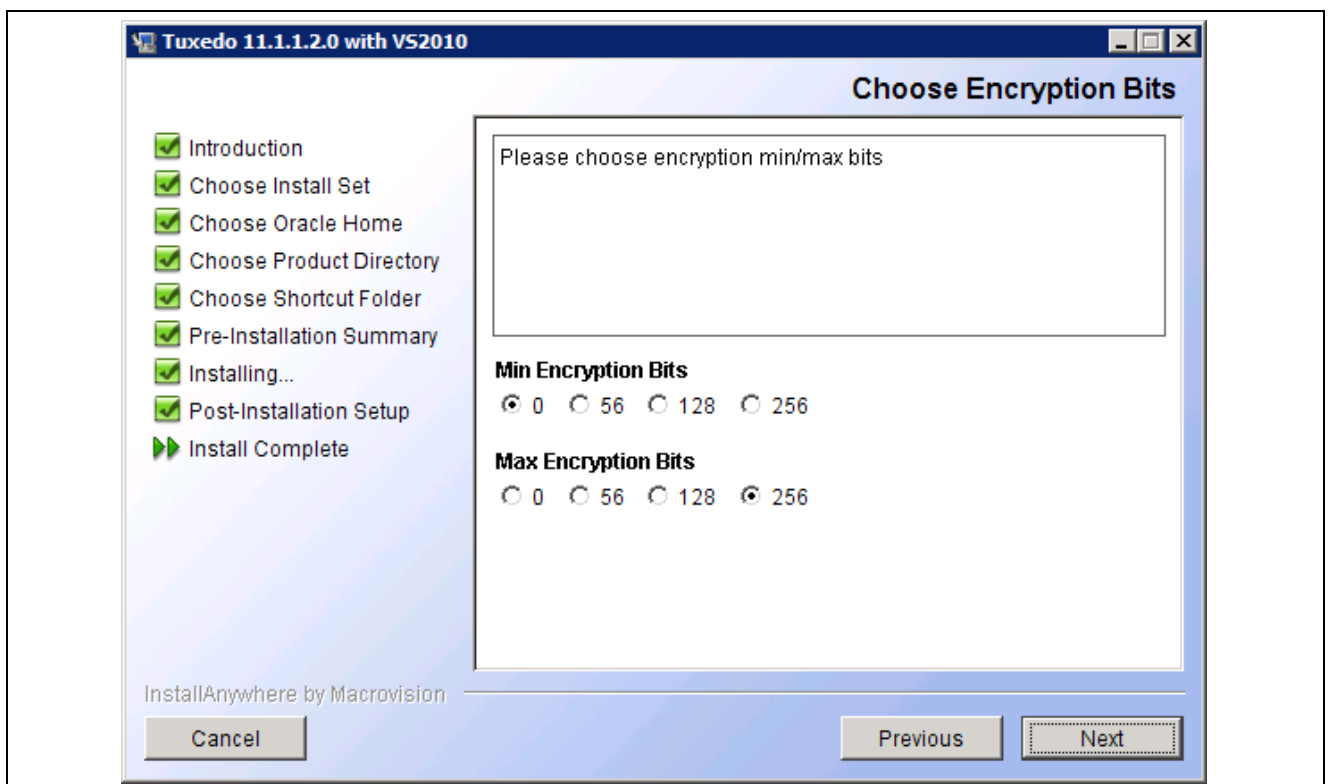 Tuxedo 11.1.1.2.0 with VS2010
Choose Encryption Bits
Introduction
Choose Install Set
Choose Oracle Home
Choose Product Directory
Choose Shortcut Folder
Pre-Installation Summary
Installing...
Post-Installation Setup
Install Complete
Please choose encryption min/max bits
Min Encryption Bits
0 56 128 256
Max Encryption Bits
0 56 128 256
InstallAnywhere by Macrovision
Cancel Previous Next